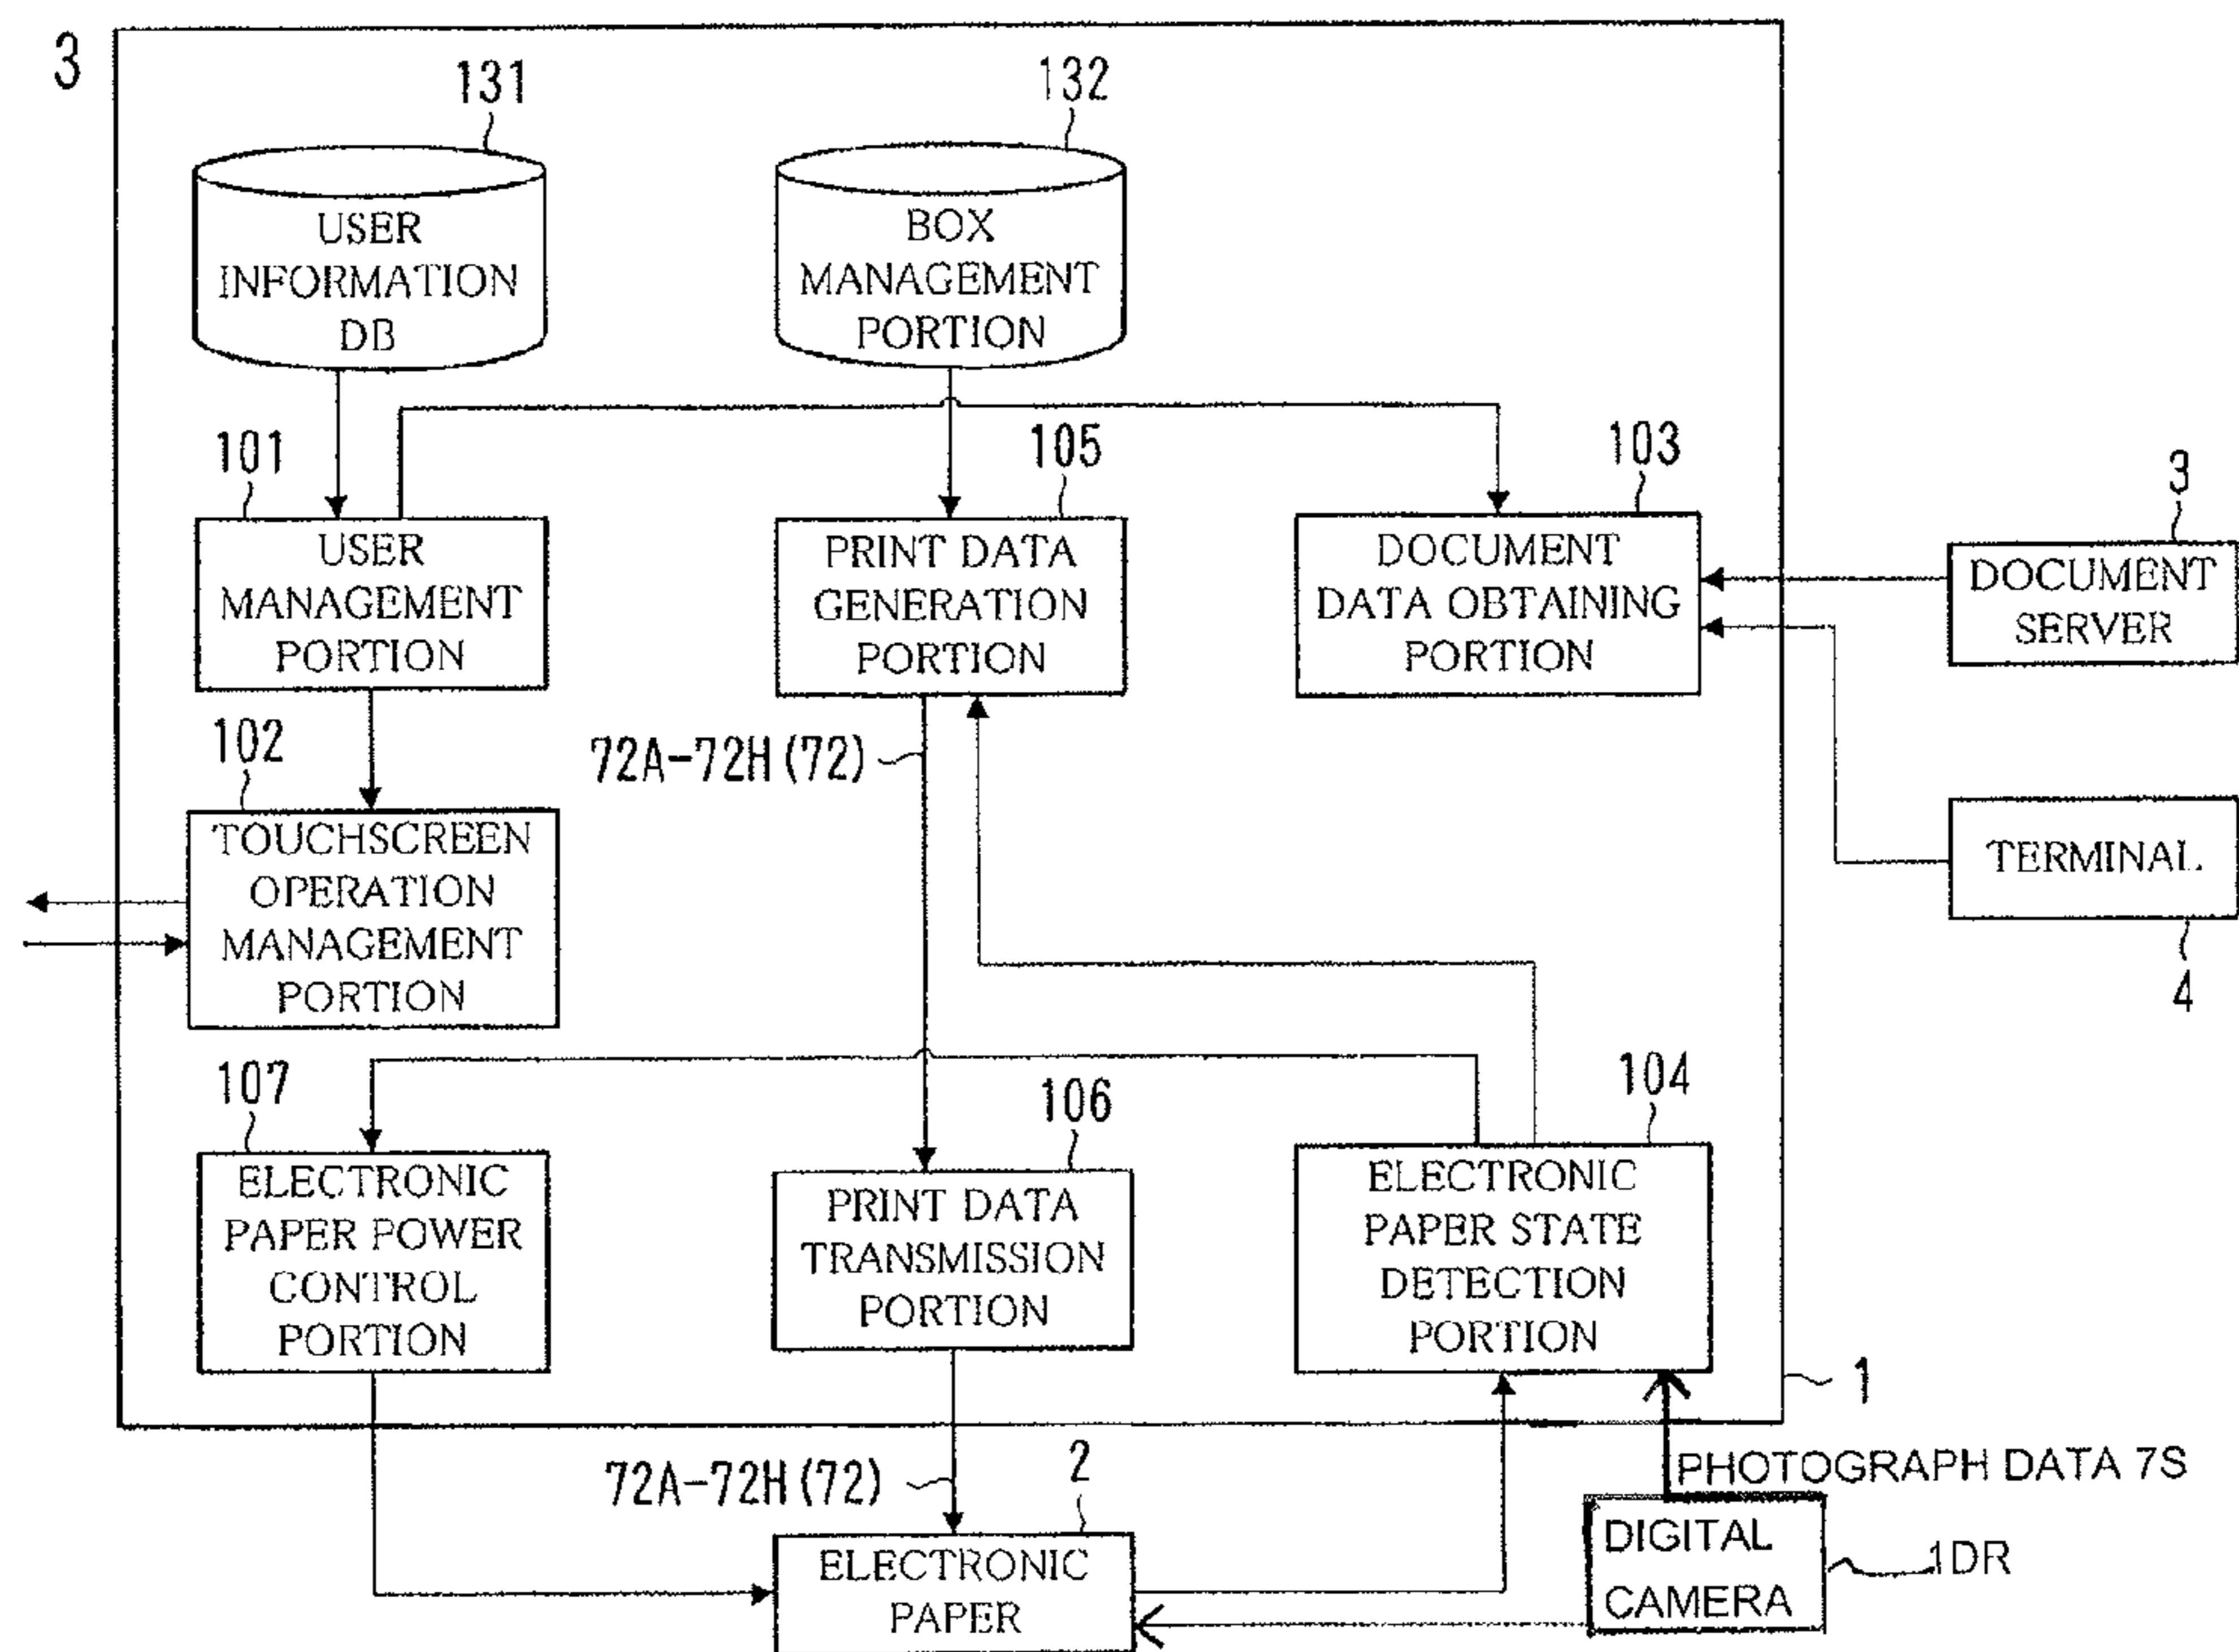 3
131
132
USER
INFORMATION
DB
BOX
MANAGEMENT
PORTION
101
105
103
3
USER
MANAGEMENT
PORTION
PRINT DATA
GENERATION
PORTION
DOCUMENT
DATA OBTAINING
PORTION
DOCUMENT
SERVER
102
72A-72H (72)
TOUCHSCREEN
OPERATION
MANAGEMENT
PORTION
TERMINAL
4
107
106
104
ELECTRONIC
PAPER POWER
CONTROL
PORTION
PRINT DATA
TRANSMISSION
PORTION
ELECTRONIC
PAPER STATE
DETECTION
PORTION
1
72A-72H (72)
2
PHOTOGRAPH DATA 7S
ELECTRONIC
PAPER
DIGITAL
CAMERA
1DR